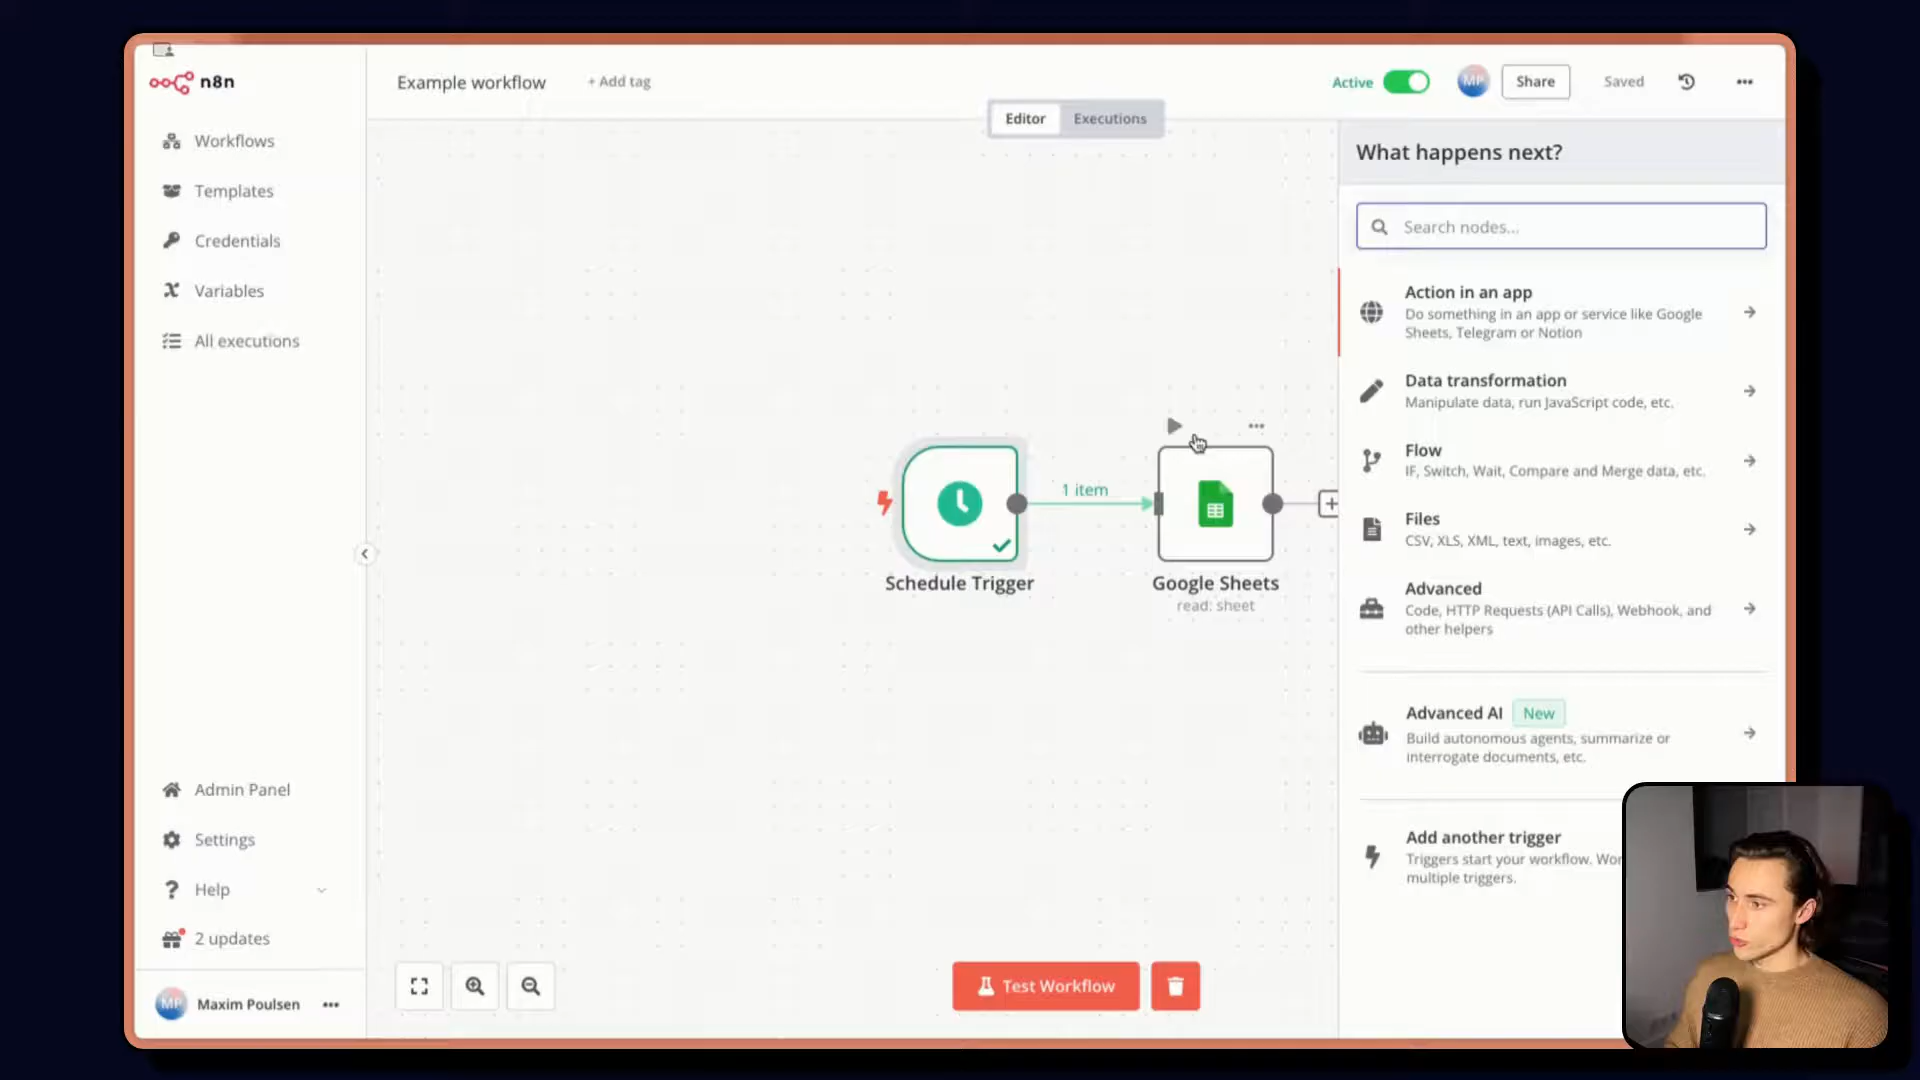 n8n
Example workflow
+ Add tag
Active
MP
Share
Saved
Editor
Executions
Workflows
Templates
Credentials
Variables
All executions
What happens next?
Search nodes...
Action in an app
Do something in an app or service like Google
Sheets, Telegram or Notion
Data transformation
Manipulate data, run JavaScript code, etc.
Flow
IF, Switch, Wait, Compare and Merge data, etc.
Files
CSV, XLS, XML, text, images, etc.
Advanced
Code, HTTP Requests (API Calls), Webhook, and
other helpers
Advanced AI New
Build autonomous agents, summarize or
interrogate documents, etc.
Add another trigger
Triggers start your workflow.
multiple triggers.
1 item
Schedule Trigger
Google Sheets
read: sheet
Admin Panel
Settings
Help
2 updates
MP
Maxim Poulsen
Test Workflow